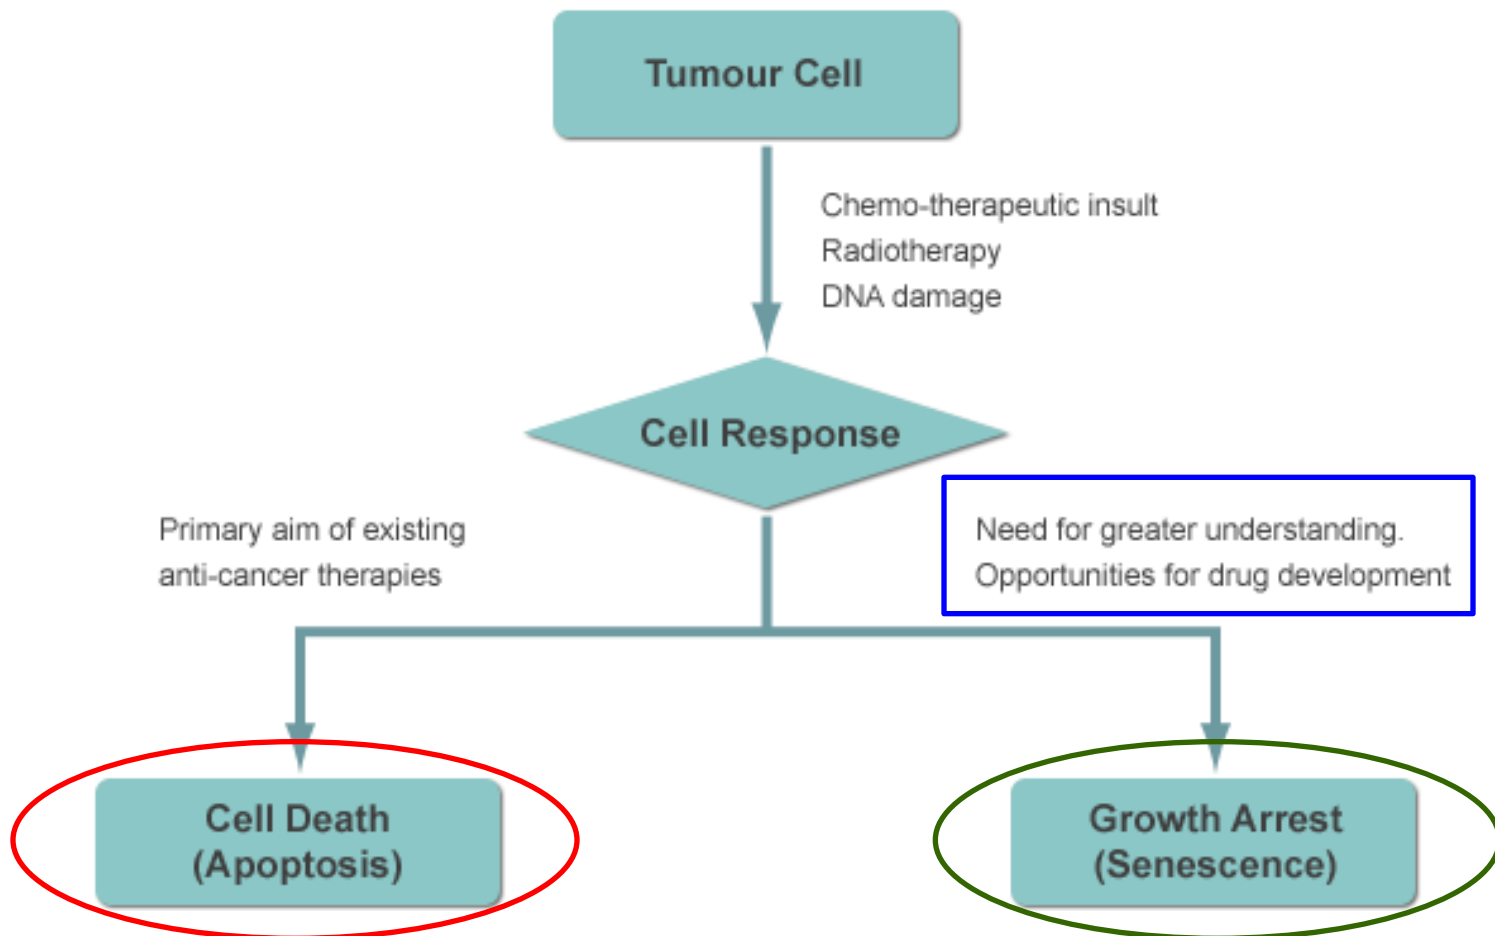 Tumour Cell
Chemo-therapeutic insult
Radiotherapy
DNA damage
Cell Response
Primary aim of existing
anti-cancer therapies
Need for greater understanding.
Opportunities for drug development
Cell Death
(Apoptosis)
Growth Arrest
(Senescence)